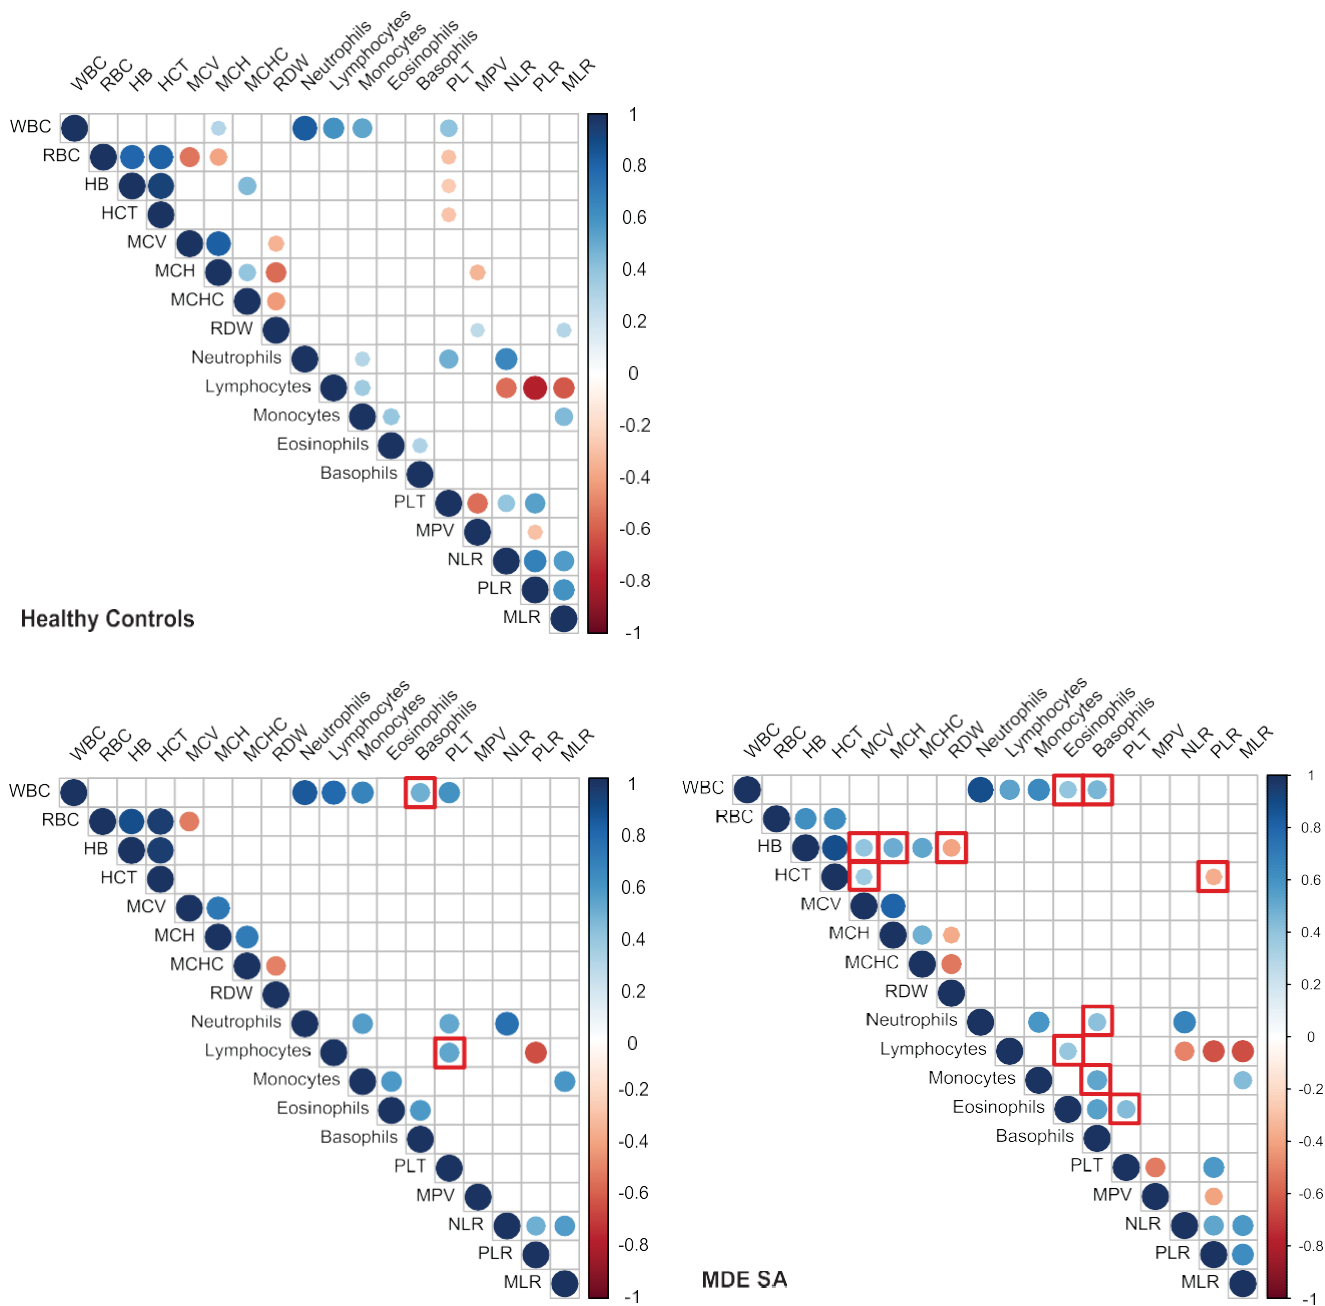 WBC RBC HB HCT MCV MCH MCHC RDW Neutrophils Lymphocytes Monocytes Eosinophils Basophils PLT MPV NLR PLR MLR
WBC
RBC
HB
HCT
MCV
MCH
MCHC
RDW
Neutrophils
Lymphocytes
Monocytes
Eosinophils
Basophils
PLT
MPV
NLR
PLR
MLR
1
0.8
0.6
0.4
0.2
0
-0.2
-0.4
-0.6
-0.8
-1
Healthy Controls
WBC RBC HB HCT MCV MCH MCHC RDW Neutrophils Lymphocytes Monocytes Eosinophils Basophils PLT MPV NLR PLR MLR
WBC
RBC
HB
HCT
MCV
MCH
MCHC
RDW
Neutrophils
Lymphocytes
Monocytes
Eosinophils
Basophils
PLT
MPV
NLR
PLR
MLR
1
0.8
0.6
0.4
0.2
0
-0.2
-0.4
-0.6
-0.8
-1
WBC RBC HB HCT MCV MCH MCHC RDW Neutrophils Lymphocytes Monocytes Eosinophils Basophils PLT MPV NLR PLR MLR
WBC
RBC
HB
HCT
MCV
MCH
MCHC
RDW
Neutrophils
Lymphocytes
Monocytes
Eosinophils
Basophils
PLT
MPV
NLR
PLR
MLR
1
0.8
0.6
0.4
0.2
0
-0.2
-0.4
-0.6
-0.8
-1
MDE SA